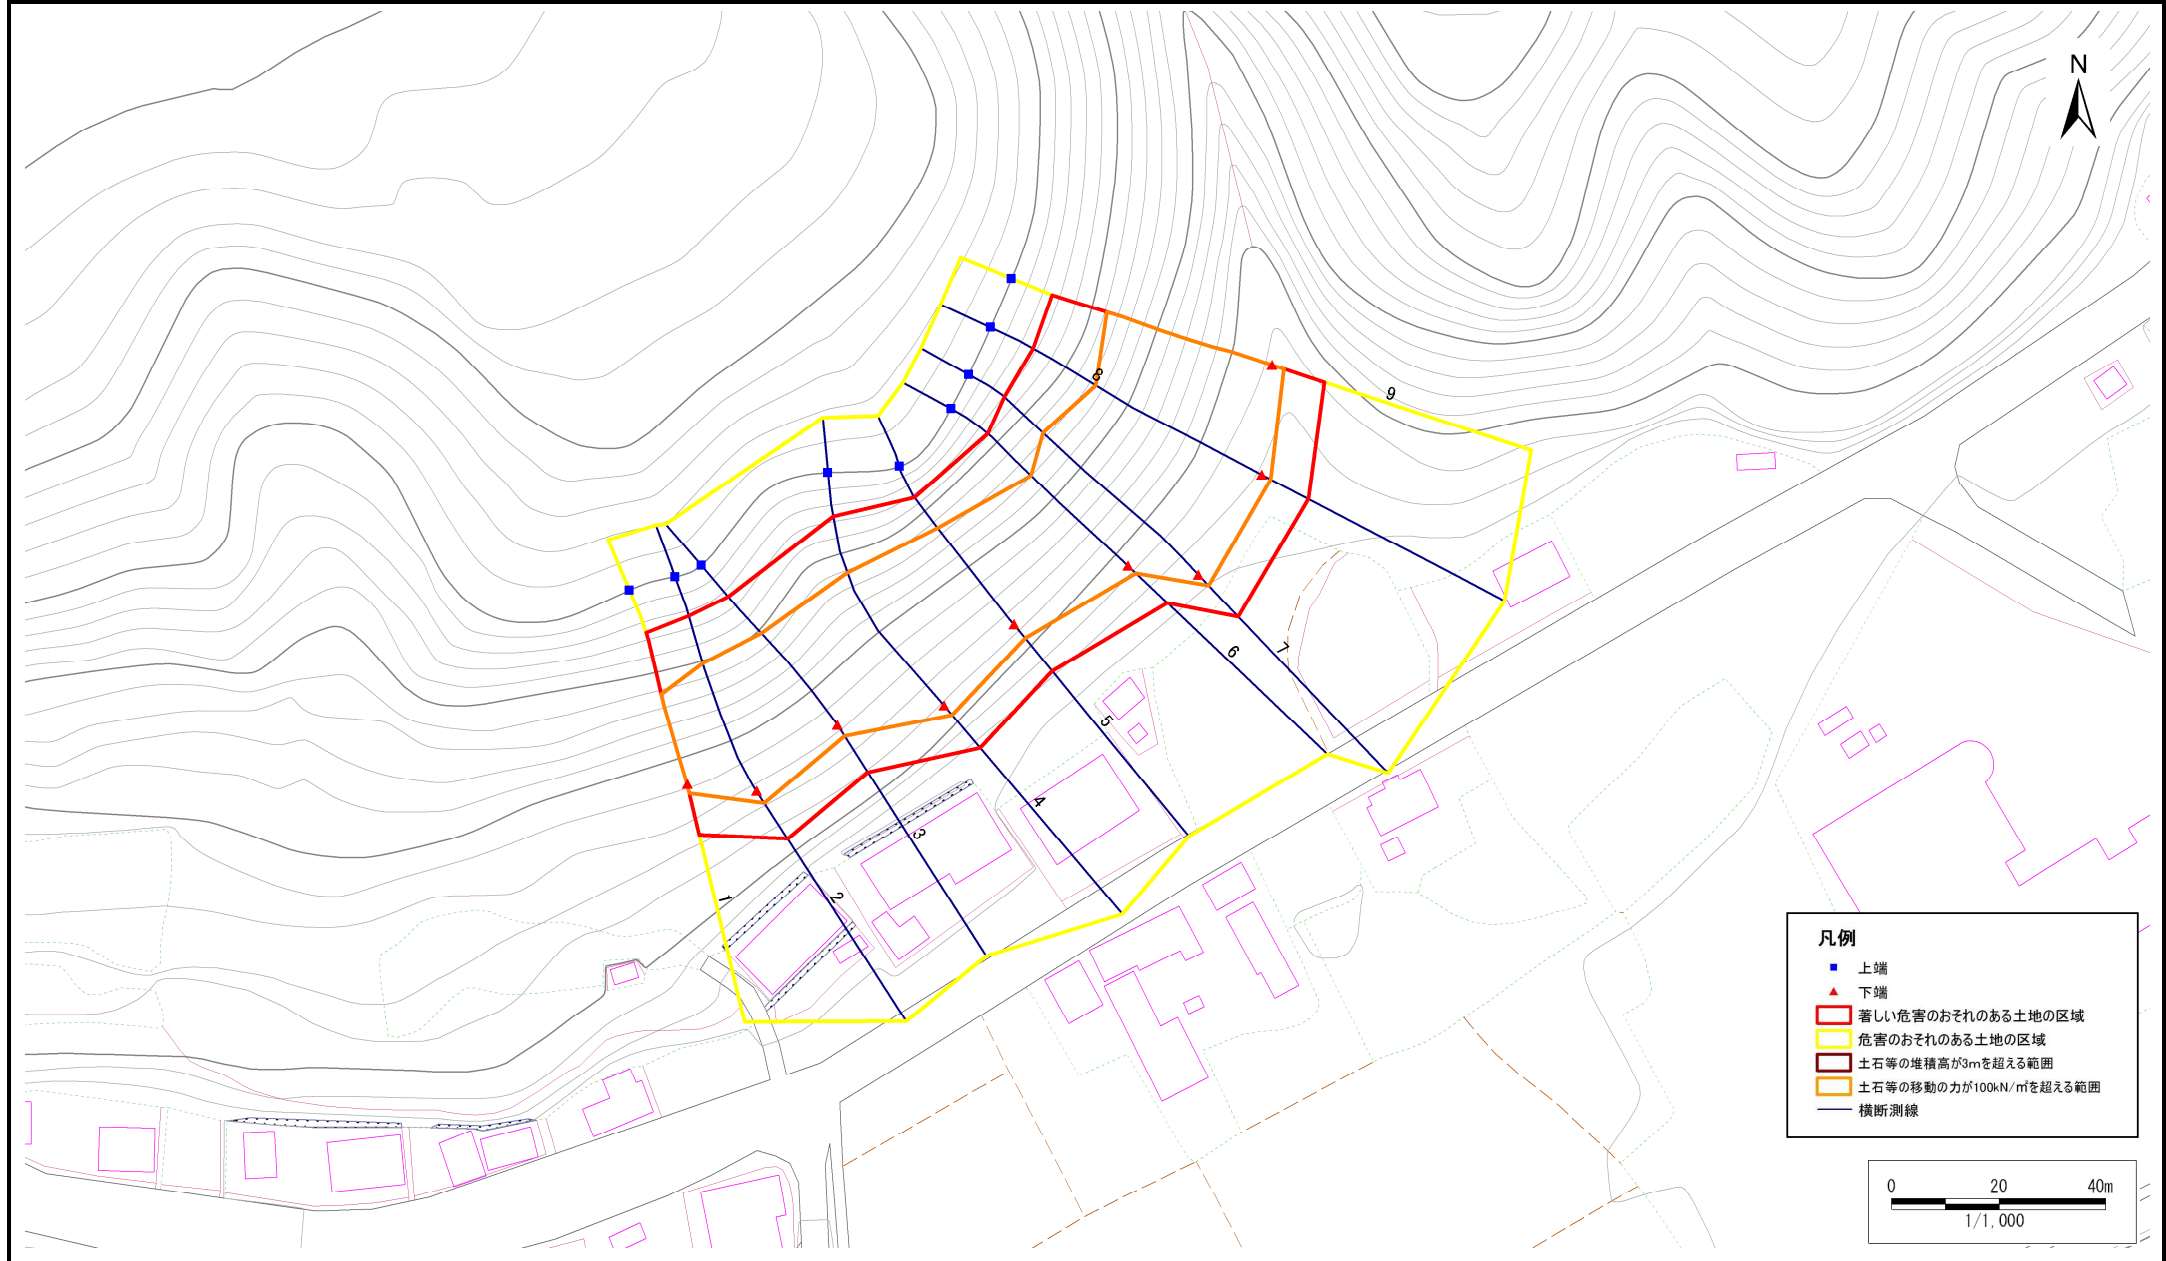 N
8
9
7
6
5
4
3
2
1
凡例
上端
下端
著しい危害のおそれのある土地の区域
危害のおそれのある土地の区域
土石等の堆積高が3mを超える範囲
土石等の移動の力が100kN/㎡を超える範囲
横断測線
0 20 40m
1/1,000